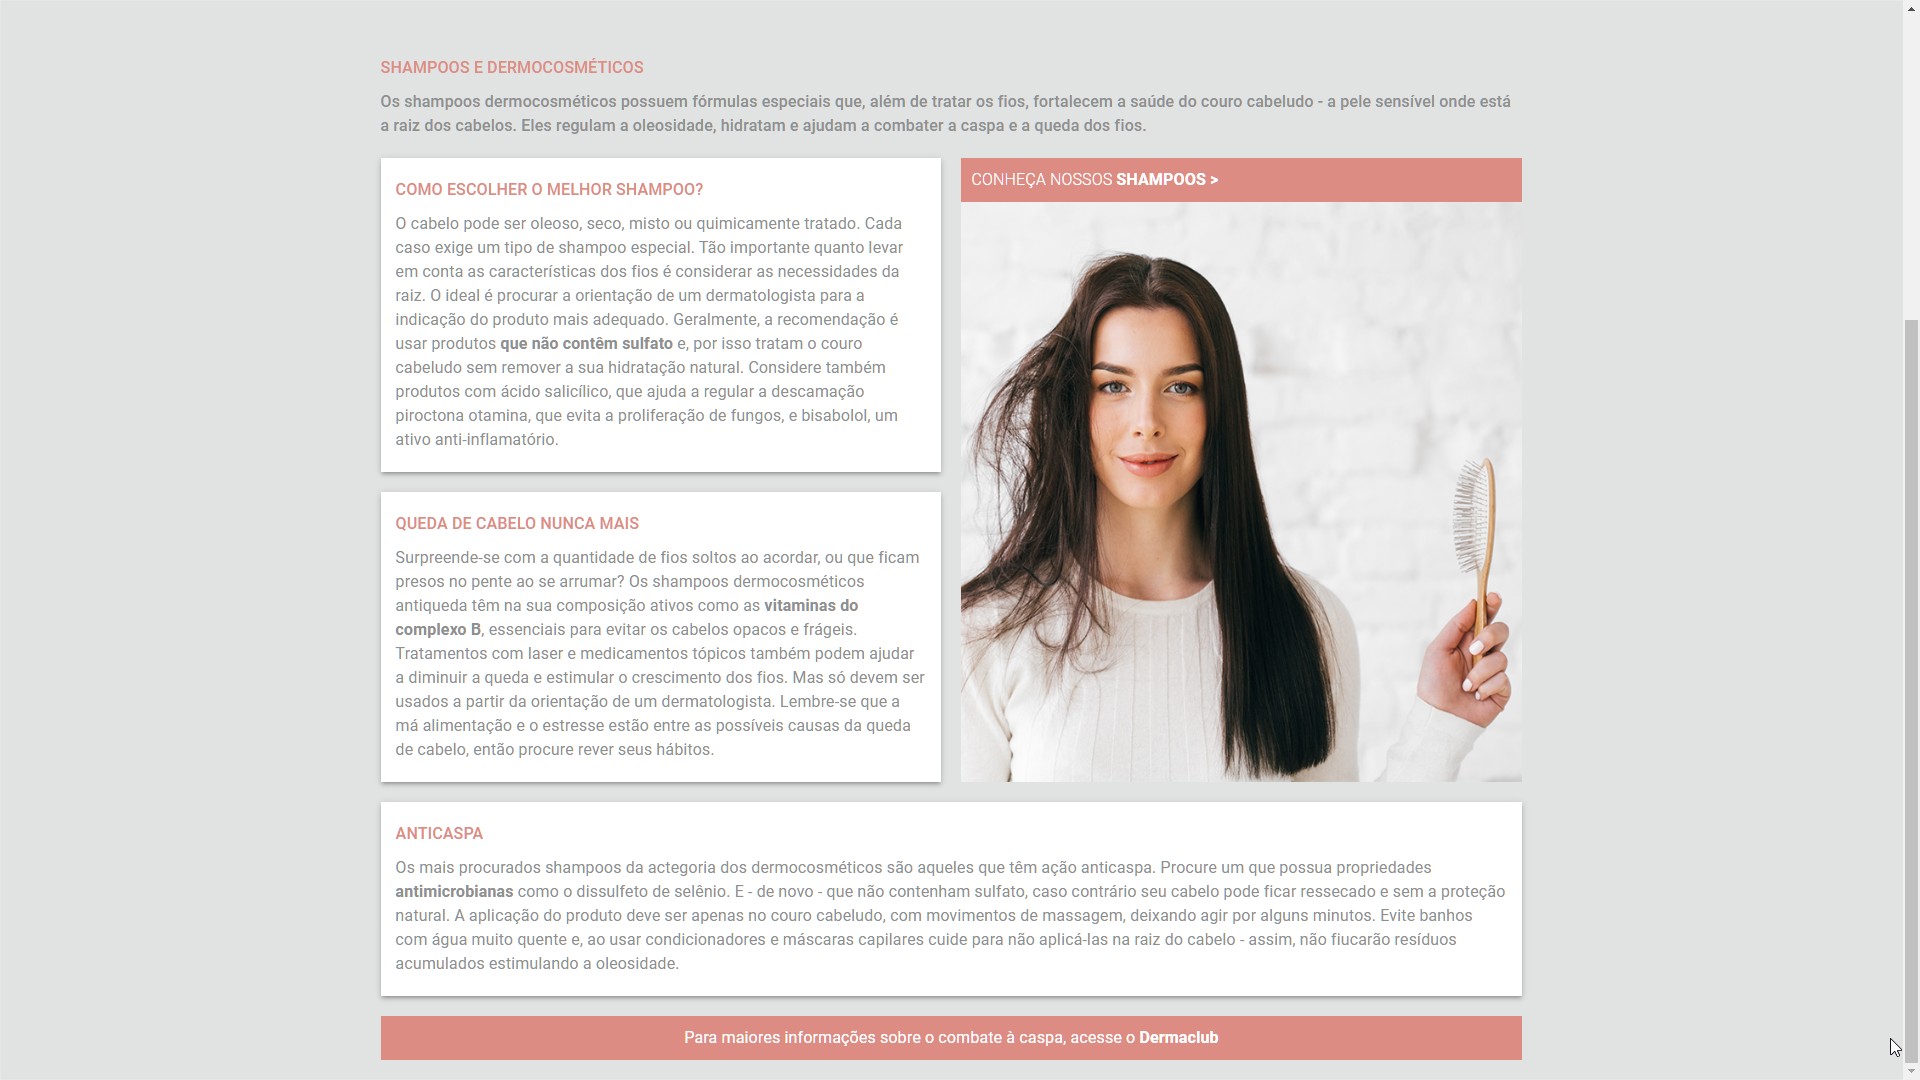 SHAMPOOS E DERMOCOSMÉTICOS
Os shampoos dermocosméticos possuem fórmulas especiais que, além de tratar os fios, fortalecem a saúde do couro cabeludo - a pele sensível onde está
a raiz dos cabelos. Eles regulam a oleosidade, hidratam e ajudam a combater a caspa e a queda dos fios.
COMO ESCOLHER O MELHOR SHAMPOO?
O cabelo pode ser oleoso, seco, misto ou quimicamente tratado. Cada
caso exige um tipo de shampoo especial. Tão importante quanto levar
em conta as características dos fios é considerar as necessidades da
raiz. O ideal é procurar a orientação de um dermatologista para a
indicação do produto mais adequado. Geralmente, a recomendação é
usar produtos que não contêm sulfato e, por isso tratam o couro
cabeludo sem remover a sua hidratação natural. Considere também
produtos com ácido salicílico, que ajuda a regular a descamação
piroctona otamina, que evita a proliferação de fungos, e bisabolol, um
ativo anti-inflamatório.
CONHEÇA NOSSOS SHAMPOOS >
QUEDA DE CABELO NUNCA MAIS
Surpreende-se com a quantidade de fios soltos ao acordar, ou que ficam
presos no pente ao se arrumar? Os shampoos dermocosméticos
antiqueda têm na sua composição ativos como as vitaminas do
complexo B, essenciais para evitar os cabelos opacos e frágeis.
Tratamentos com laser e medicamentos tópicos também podem ajudar
a diminuir a queda e estimular o crescimento dos fios. Mas só devem ser
usados a partir da orientação de um dermatologista. Lembre-se que a
má alimentação e o estresse estão entre as possíveis causas da queda
de cabelo, então procure rever seus hábitos.
ANTICASPA
Os mais procurados shampoos da actegoria dos dermocosméticos são aqueles que têm ação anticaspa. Procure um que possua propriedades
antimicrobianas como o dissulfeto de selênio. E - de novo - que não contenham sulfato, caso contrário seu cabelo pode ficar ressecado e sem a proteção
natural. A aplicação do produto deve ser apenas no couro cabeludo, com movimentos de massagem, deixando agir por alguns minutos. Evite banhos
com água muito quente e, ao usar condicionadores e máscaras capilares cuide para não aplicá-las na raiz do cabelo - assim, não fiucarão resíduos
acumulados estimulando a oleosidade.
Para maiores informações sobre o combate à caspa, acesse o Dermaclub